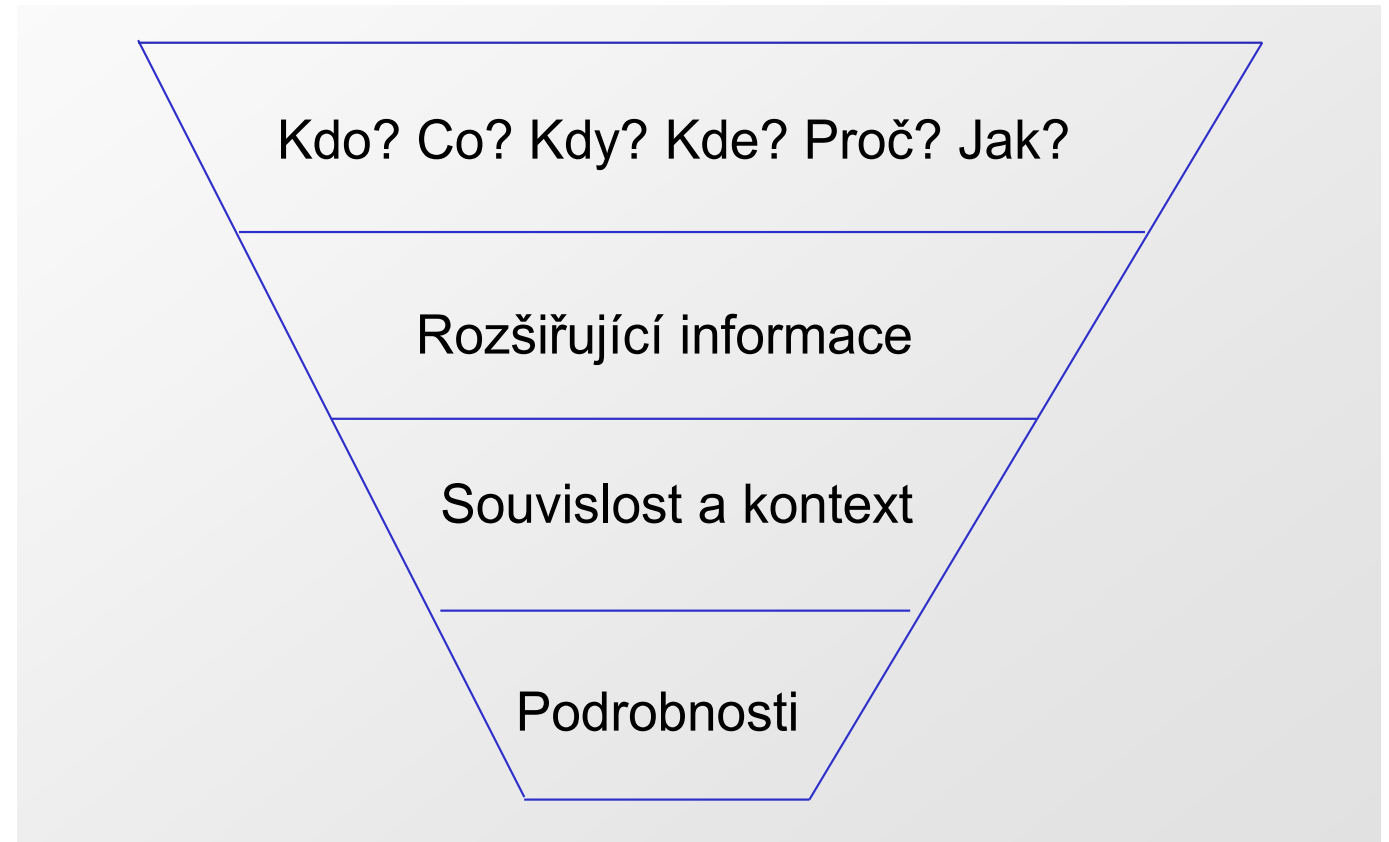 Kdo? Co? Kdy? Kde? Proč? Jak?
Rozšiřující informace
Souvislost a kontext
Podrobnosti